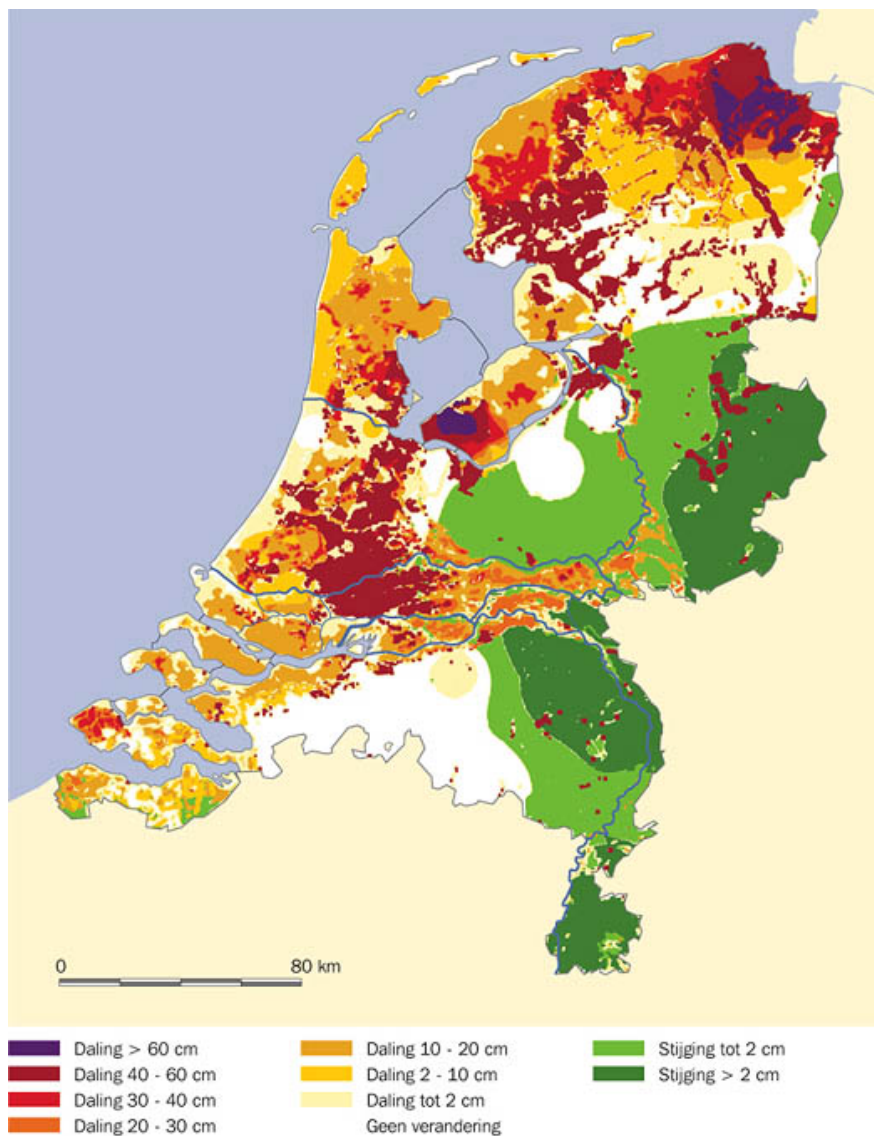 0 80 km
Daling > 60 cm
Daling 40 - 60 cm
Daling 30 - 40 cm
Daling 20 - 30 cm
Daling 10 - 20 cm
Daling 2 - 10 cm
Daling tot 2 cm
Geen verandering
Stijging tot 2 cm
Stijging > 2 cm